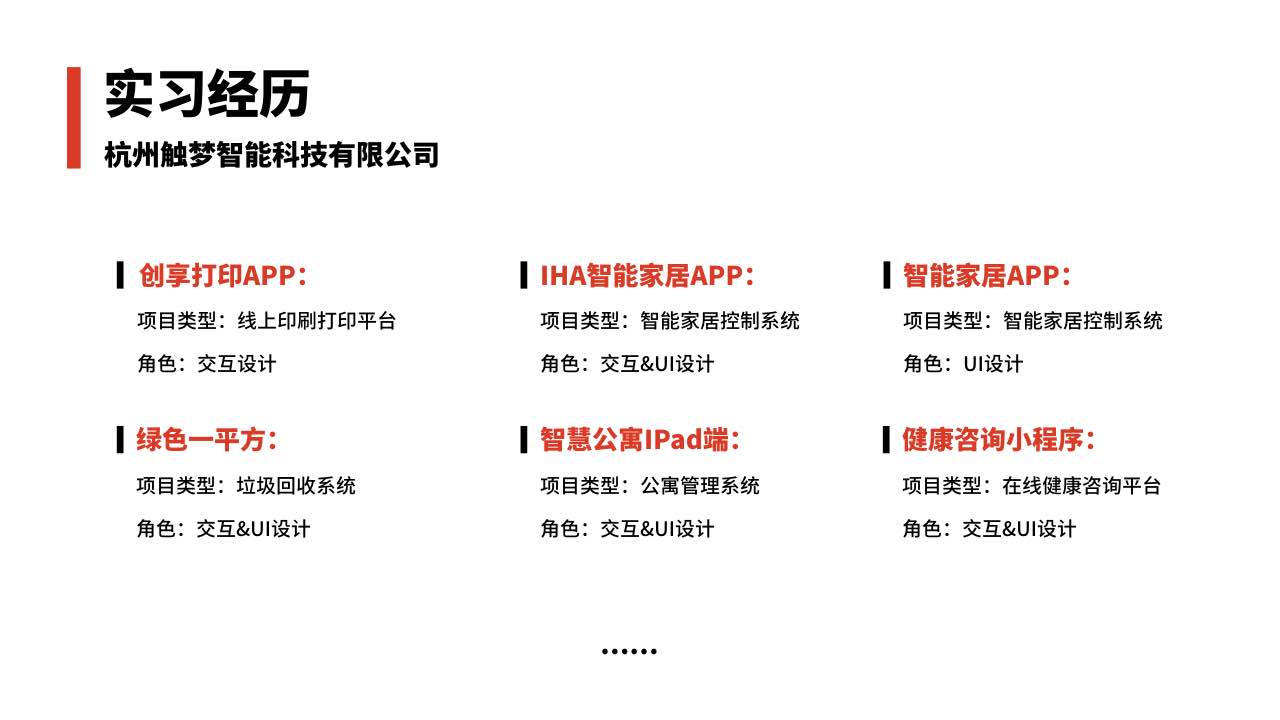 实习经历
杭州触梦智能科技有限公司
创享打印APP：
项目类型：线上印刷打印平台
角色：交互设计
IHA智能家居APP：
项目类型：智能家居控制系统
角色：交互&UI设计
智能家居APP：
项目类型：智能家居控制系统
角色：UI设计
绿色一平方：
项目类型：垃圾回收系统
角色：交互&UI设计
智慧公寓IPad端：
项目类型：公寓管理系统
角色：交互&UI设计
健康咨询小程序：
项目类型：在线健康咨询平台
角色：交互&UI设计
......